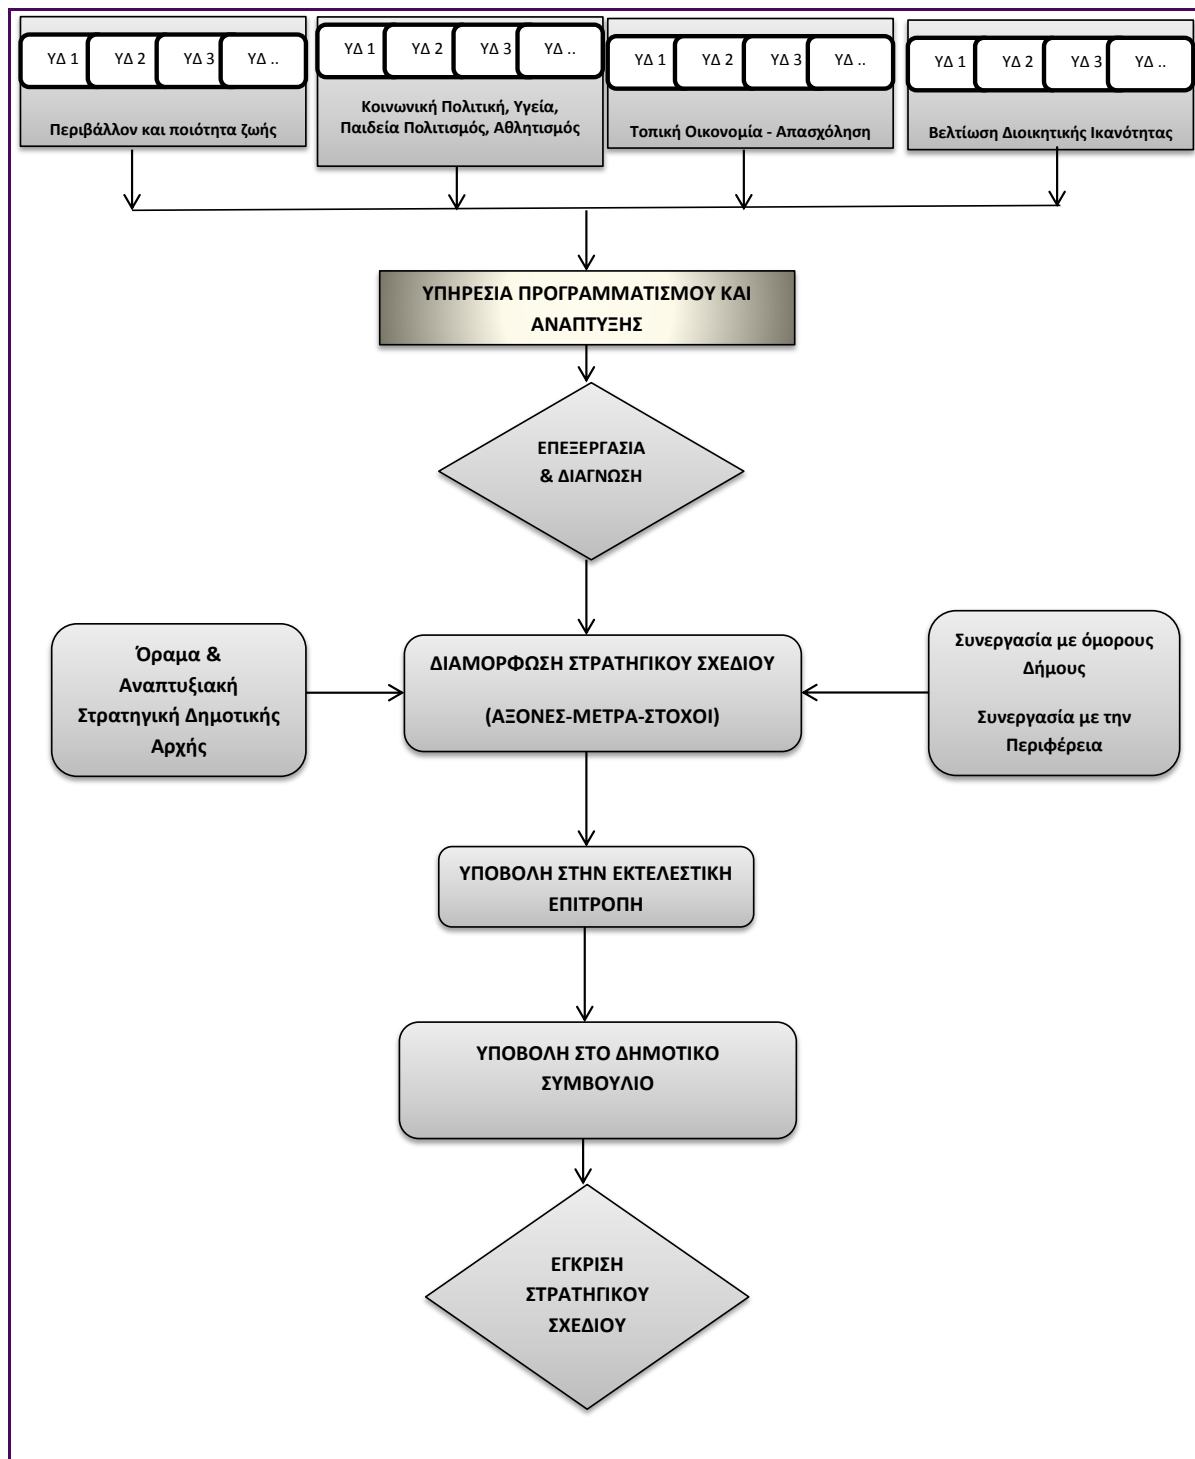 ΥΔ 1 ΥΔ 2 ΥΔ 3 ΥΔ ..
Περιβάλλον και ποιότητα ζωής
ΥΔ 1 ΥΔ 2 ΥΔ 3 ΥΔ ..
Κοινωνική Πολιτική, Υγεία,
Παιδεία Πολιτισμός, Αθλητισμός
ΥΔ 1 ΥΔ 2 ΥΔ 3 ΥΔ ..
Τοπική Οικονομία - Απασχόληση
ΥΔ 1 ΥΔ 2 ΥΔ 3 ΥΔ ..
Βελτίωση Διοικητικής Ικανότητας
ΥΠΗΡΕΣΙΑ ΠΡΟΓΡΑΜΜΑΤΙΣΜΟΥ ΚΑΙ
ΑΝΑΠΤΥΞΗΣ
ΕΠΕΞΕΡΓΑΣΙΑ
& ΔΙΑΓΝΩΣΗ
Όραμα &
Αναπτυξιακή
Στρατηγική Δημοτικής
Αρχής
ΔΙΑΜΟΡΦΩΣΗ ΣΤΡΑΤΗΓΙΚΟΥ ΣΧΕΔΙΟΥ
(ΑΞΟΝΕΣ-ΜΕΤΡΑ-ΣΤΟΧΟΙ)
Συνεργασία με όμορους
Δήμους
Συνεργασία με την
Περιφέρεια
ΥΠΟΒΟΛΗ ΣΤΗΝ ΕΚΤΕΛΕΣΤΙΚΗ
ΕΠΙΤΡΟΠΗ
ΥΠΟΒΟΛΗ ΣΤΟ ΔΗΜΟΤΙΚΟ
ΣΥΜΒΟΥΛΙΟ
ΕΓΚΡΙΣΗ
ΣΤΡΑΤΗΓΙΚΟΥ
ΣΧΕΔΙΟΥ